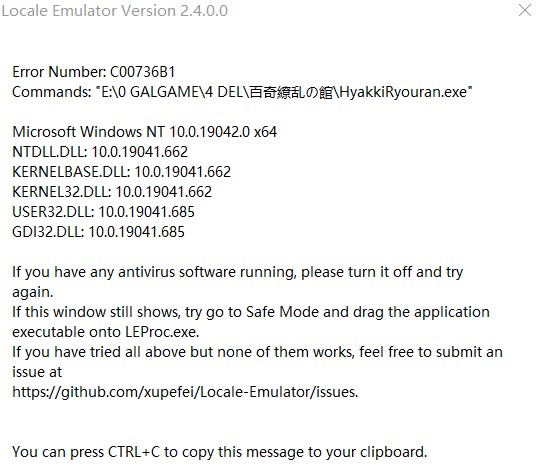 Locale Emulator Version 2.4.0.0
Error Number: C00736B1
Commands: "E:\0 GALGAME\4 DEL\百奇繚乱の館\HyakkiRyouran.exe"
Microsoft Windows NT 10.0.19042.0 x64
NTDLL.DLL: 10.0.19041.662
KERNELBASE.DLL: 10.0.19041.662
KERNEL32.DLL: 10.0.19041.662
USER32.DLL: 10.0.19041.685
GDI32.DLL: 10.0.19041.685
If you have any antivirus software running, please turn it off and try
again.
If this window still shows, try go to Safe Mode and drag the application
executable onto LEProc.exe.
If you have tried all above but none of them works, feel free to submit an
issue at
https://github.com/xupefei/Locale-Emulator/issues.
You can press CTRL+C to copy this message to your clipboard.